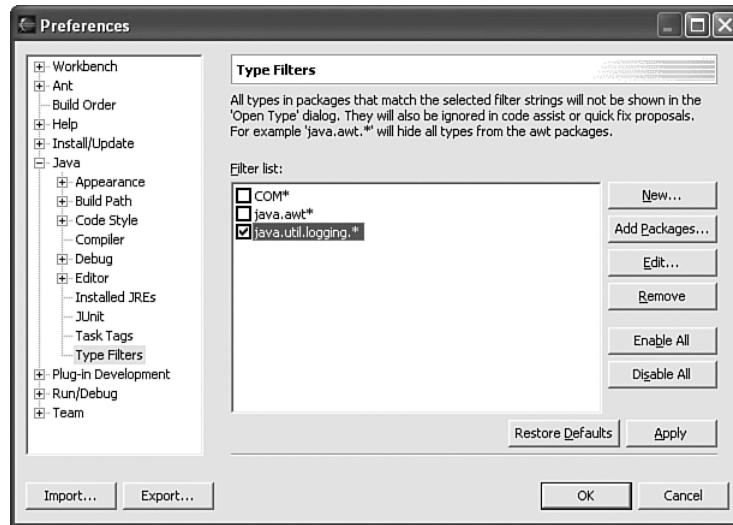 Preferences
Workbench
Ant
Build Order
Help
Install/Update
Java
Appearance
Build Path
Code Style
Compiler
Debug
Editor
Installed JREs
JUnit
Task Tags
Type Filters
Plug-in Development
Run/Debug
Team
Type Filters
All types in packages that match the selected filter strings will not be shown in the
'Open Type' dialog. They will also be ignored in code assist or quick fix proposals.
For example 'java.awt.*' will hide all types from the awt packages.
Filter list:
COM*
java.awt*
java.util.logging.*
New...
Add Packages...
Edit...
Remove
Enable All
Disable All
Restore Defaults
Apply
Import...
Export...
OK
Cancel